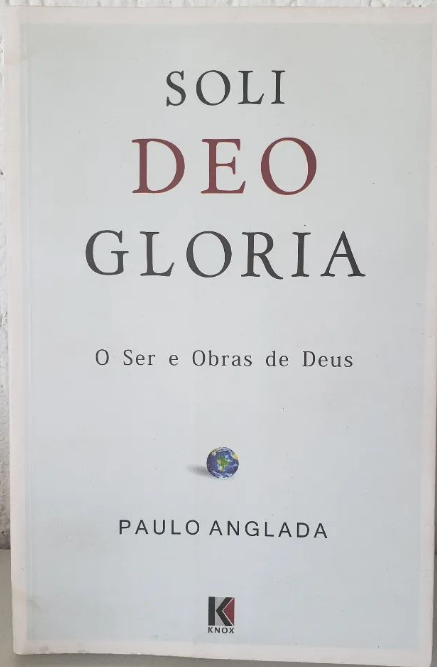 SOLI
DEO
GLORIA
O Ser e Obras de Deus
PAULO ANGLADA
K
KNOX